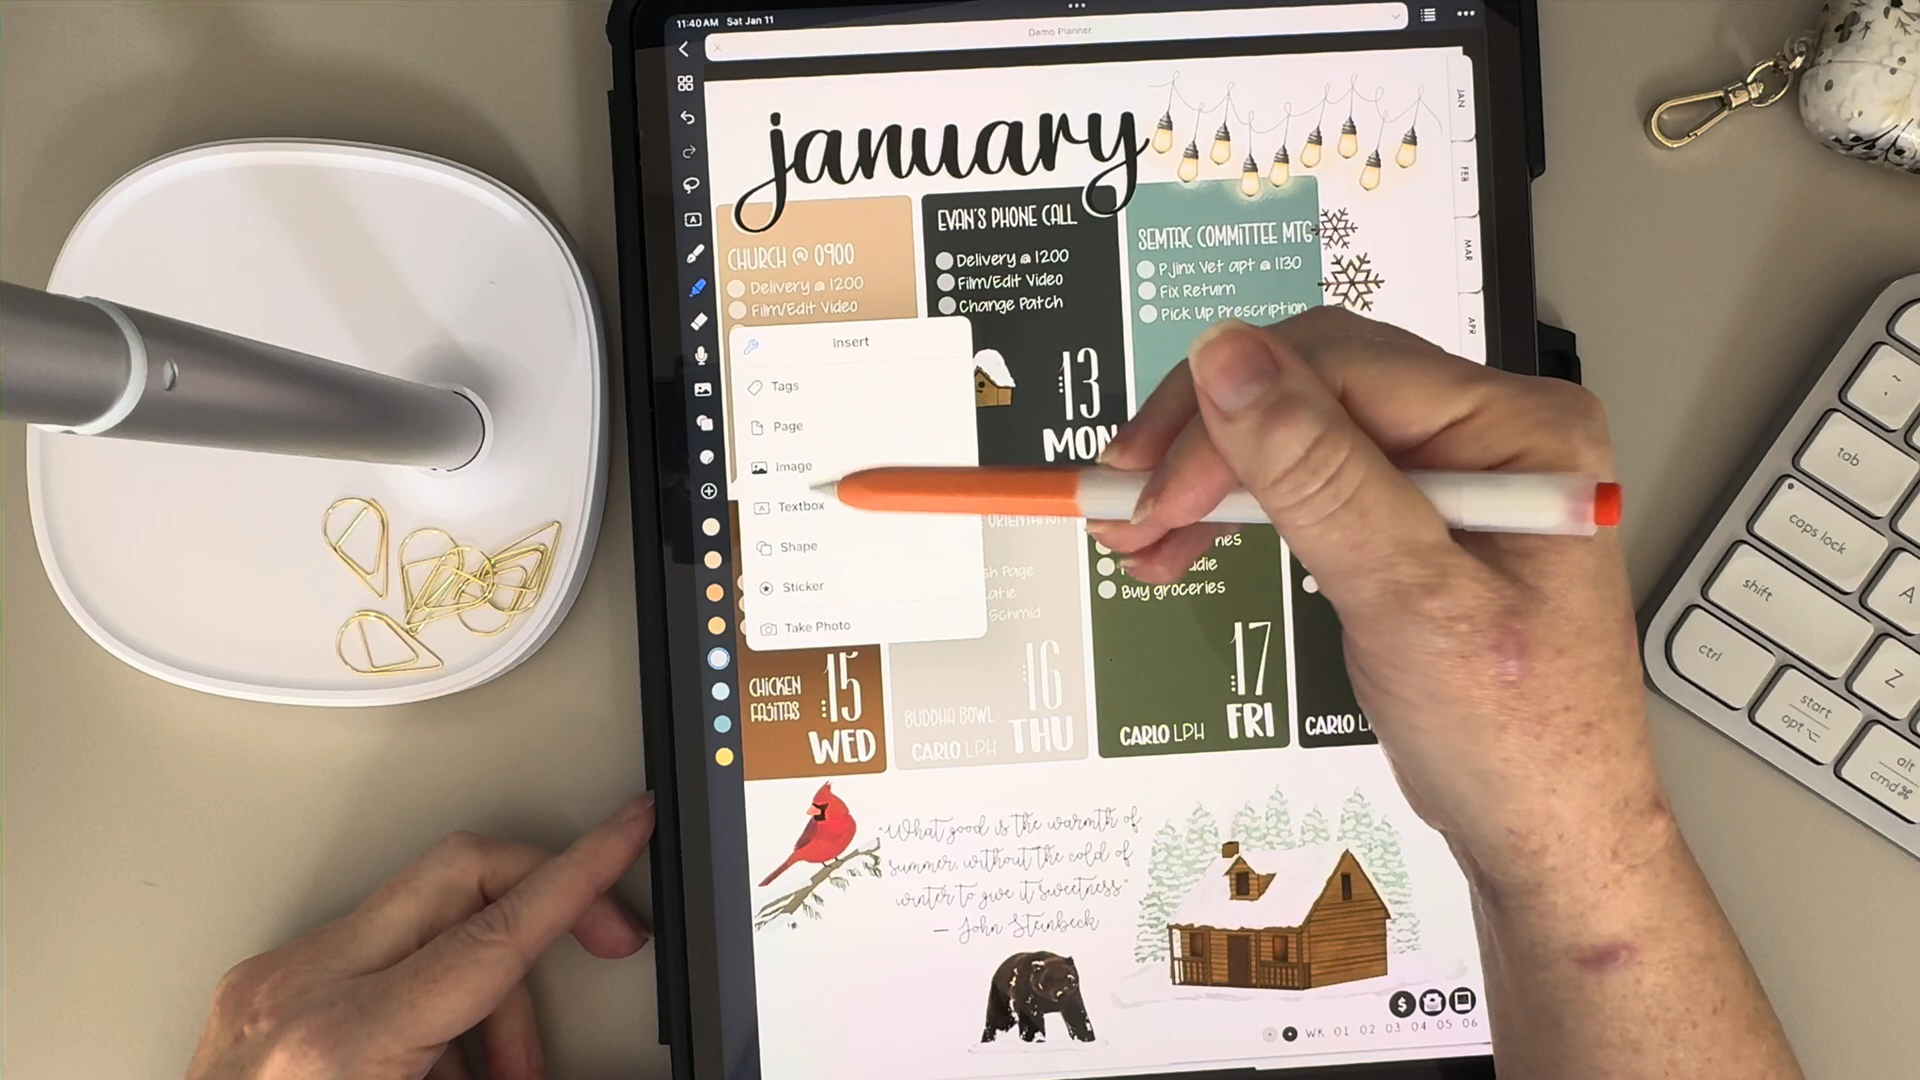 11:40 AM Sat Jan 11
Demo Planner
january
JAN
FEB
MAR
APR
CHURCH @ 0900
Delivery @ 1200
Film/Edit Video
EVAN'S PHONE CALL
Delivery @ 1200
Film/Edit Video
Change Patch
13
MON
SEMTAC COMMITTEE MTG
P.jinx Vet apt @ 1130
Fix Return
Pick Up Prescription
Insert
Tags
Page
Image
Textbox
Shape
Sticker
Take Photo
CHICKEN
FAJITAS
15
WED
Page
Schmid
BUDDHA BOWL
CARLO LPH
16
THU
Buy groceries
CARLO LPH
17
FRI
CARLO
"What good is the warmth of
summer, without the cold of
winter to give it sweetness"
— John Steinbeck
$
WK 01 02 03 04 05 06
~
tab
caps lock
A
shift
Z
ctrl
start
opt
alt
cmd ⌘